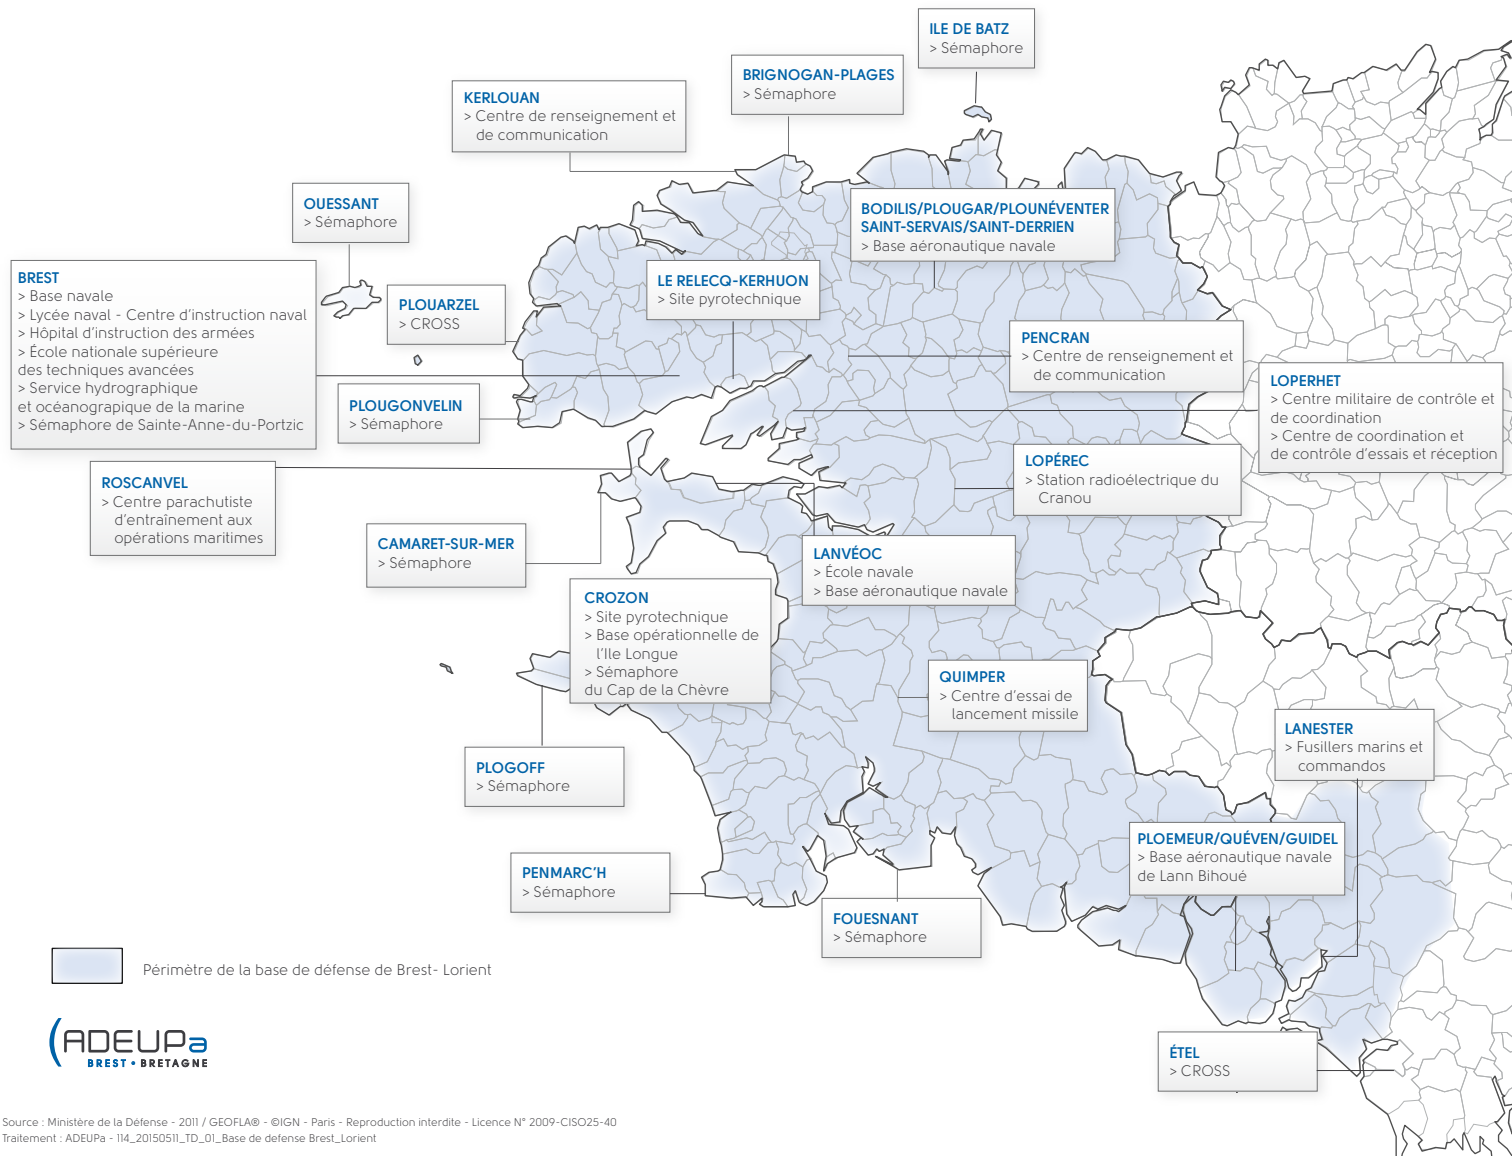 ILE DE BATZ
> Sémaphore
BRIGNOGAN-PLAGES
> Sémaphore
KERLOUAN
> Centre de renseignement et
de communication
OUESSANT
> Sémaphore
BODILIS/PLOUGAR/PLOUNÉVENTER
SAINT-SERVAIS/SAINT-DERRIEN
> Base aéronautique navale
BREST
> Base navale
> Lycée naval - Centre d'instruction naval
> Hôpital d'instruction des armées
> École nationale supérieure
des techniques avancées
> Service hydrographique
et océanograpique de la marine
> Sémaphore de Sainte-Anne-du-Portzic
PLOUARZEL
> CROSS
LE RELECQ-KERHUON
> Site pyrotechnique
PENCRAN
> Centre de renseignement et
de communication
LOPERHET
> Centre militaire de contrôle et
de coordination
> Centre de coordination et
de contrôle d'essais et réception
PLOUGONVELIN
> Sémaphore
ROSCANVEL
> Centre parachutiste
d'entraînement aux
opérations maritimes
LOPÉREC
> Station radioélectrique du
Cranou
CAMARET-SUR-MER
> Sémaphore
LANVÉOC
> École navale
> Base aéronautique navale
CROZON
> Site pyrotechnique
> Base opérationnelle de
l'Ile Longue
> Sémaphore
du Cap de la Chèvre
QUIMPER
> Centre d'essai de
lancement missile
LANESTER
> Fusillers marins et
commandos
PLOGOFF
> Sémaphore
PLOEMEUR/QUÉVEN/GUIDEL
> Base aéronautique navale
de Lann Bihoué
PENMARC'H
> Sémaphore
FOUESNANT
> Sémaphore
Périmètre de la base de défense de Brest- Lorient
ADEUPa
BREST • BRETAGNE
ÉTEL
> CROSS
Source : Ministère de la Défense - 2011 / GEOFLA® - ©IGN - Paris - Reproduction interdite - Licence N° 2009-CISO25-40
Traitement : ADEUPa - 114_20150511_TD_01_Base de defense Brest_Lorient